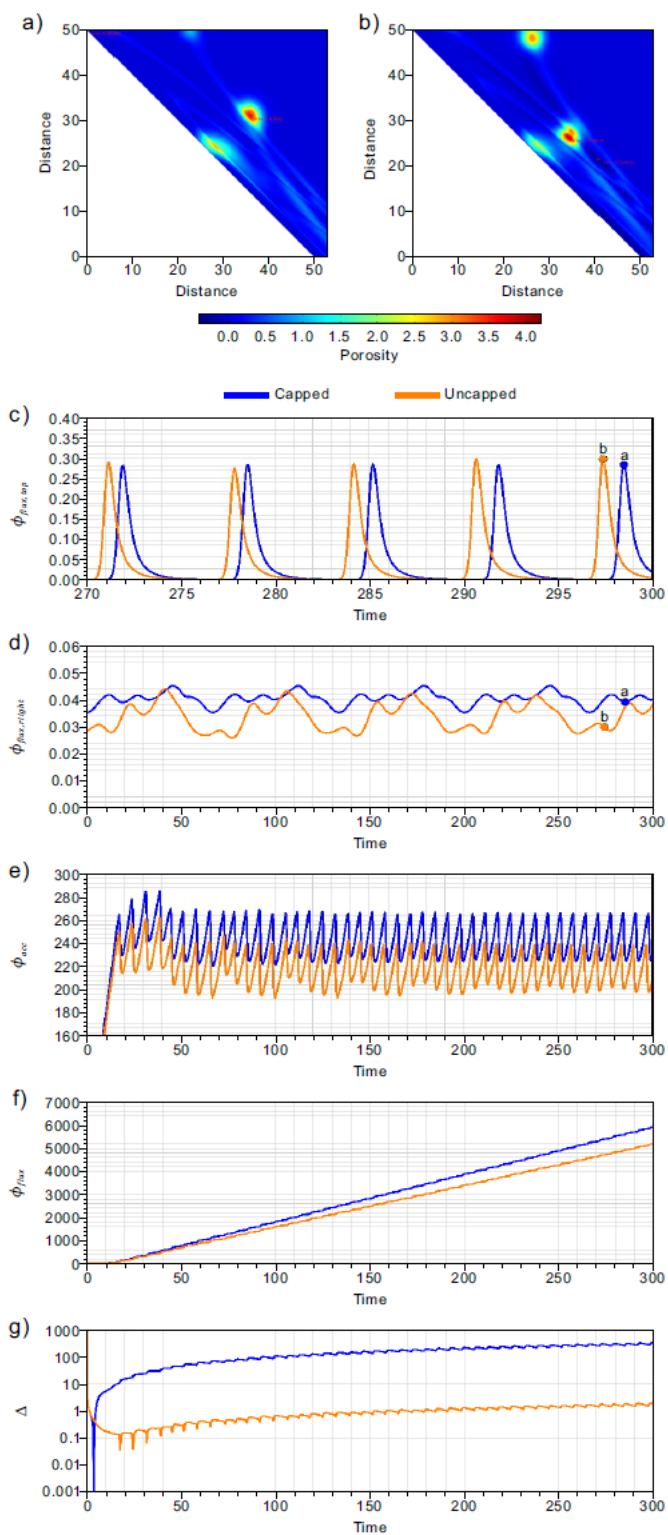 a)
b)
50
40
30
20
10
0
Distance
0 10 20 30 40 50
Distance
50
40
30
20
10
0
Distance
0 10 20 30 40 50
Distance
0.0 0.5 1.0 1.5 2.0 2.5 3.0 3.5 4.0
Porosity
Capped
Uncapped
c)
0.40
0.35
0.30
0.25
0.20
0.15
0.10
0.05
0.00
ϕflux,top
b
a
270 275 280 285 290 295 300
Time
d)
0.06
0.05
0.04
0.03
0.02
0.01
0.00
ϕflux,right
a
b
0 50 100 150 200 250 300
Time
e)
300
280
260
240
220
200
180
160
ϕacc
0 50 100 150 200 250 300
Time
f)
7000
6000
5000
4000
3000
2000
1000
0
ϕflux
0 50 100 150 200 250 300
Time
g)
1000
100
10
1
0.1
0.01
0.001
Δ
0 50 100 150 200 250 300
Time